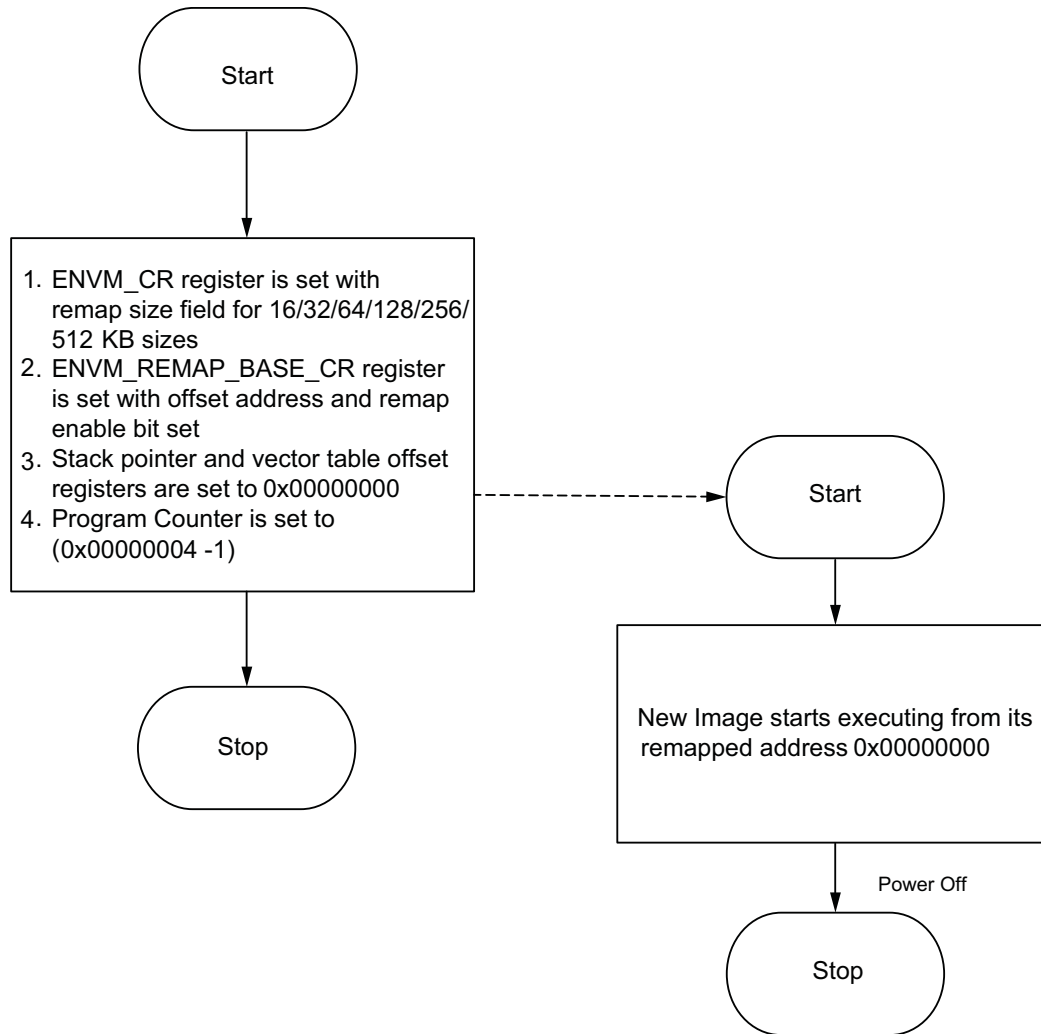 Start
1. ENVM_CR register is set with
remap size field for 16/32/64/128/256/
512 KB sizes
2. ENVM_REMAP_BASE_CR register
is set with offset address and remap
enable bit set
3. Stack pointer and vector table offset
registers are set to 0x00000000
4. Program Counter is set to
(0x00000004 -1)
Stop
Start
New Image starts executing from its
remapped address 0x00000000
Power Off
Stop